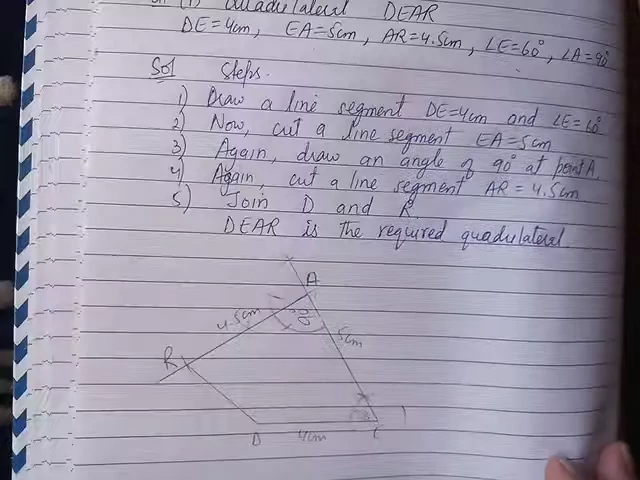 (i) Quadrilateral DEAR
DE=4cm, EA=5cm, AR=4.5cm, ∠E=60°, ∠A=90°
Sol Steps.
1) Draw a line segment DE=4cm and ∠E=60°
2) Now, cut a line segment EA=5cm
3) Again, draw an angle of 90° at point A.
4) Again, cut a line segment AR=4.5cm
5) Join D and R
DEAR is the required quadrilateral.
A
4.5cm
5cm
R
D 4cm E